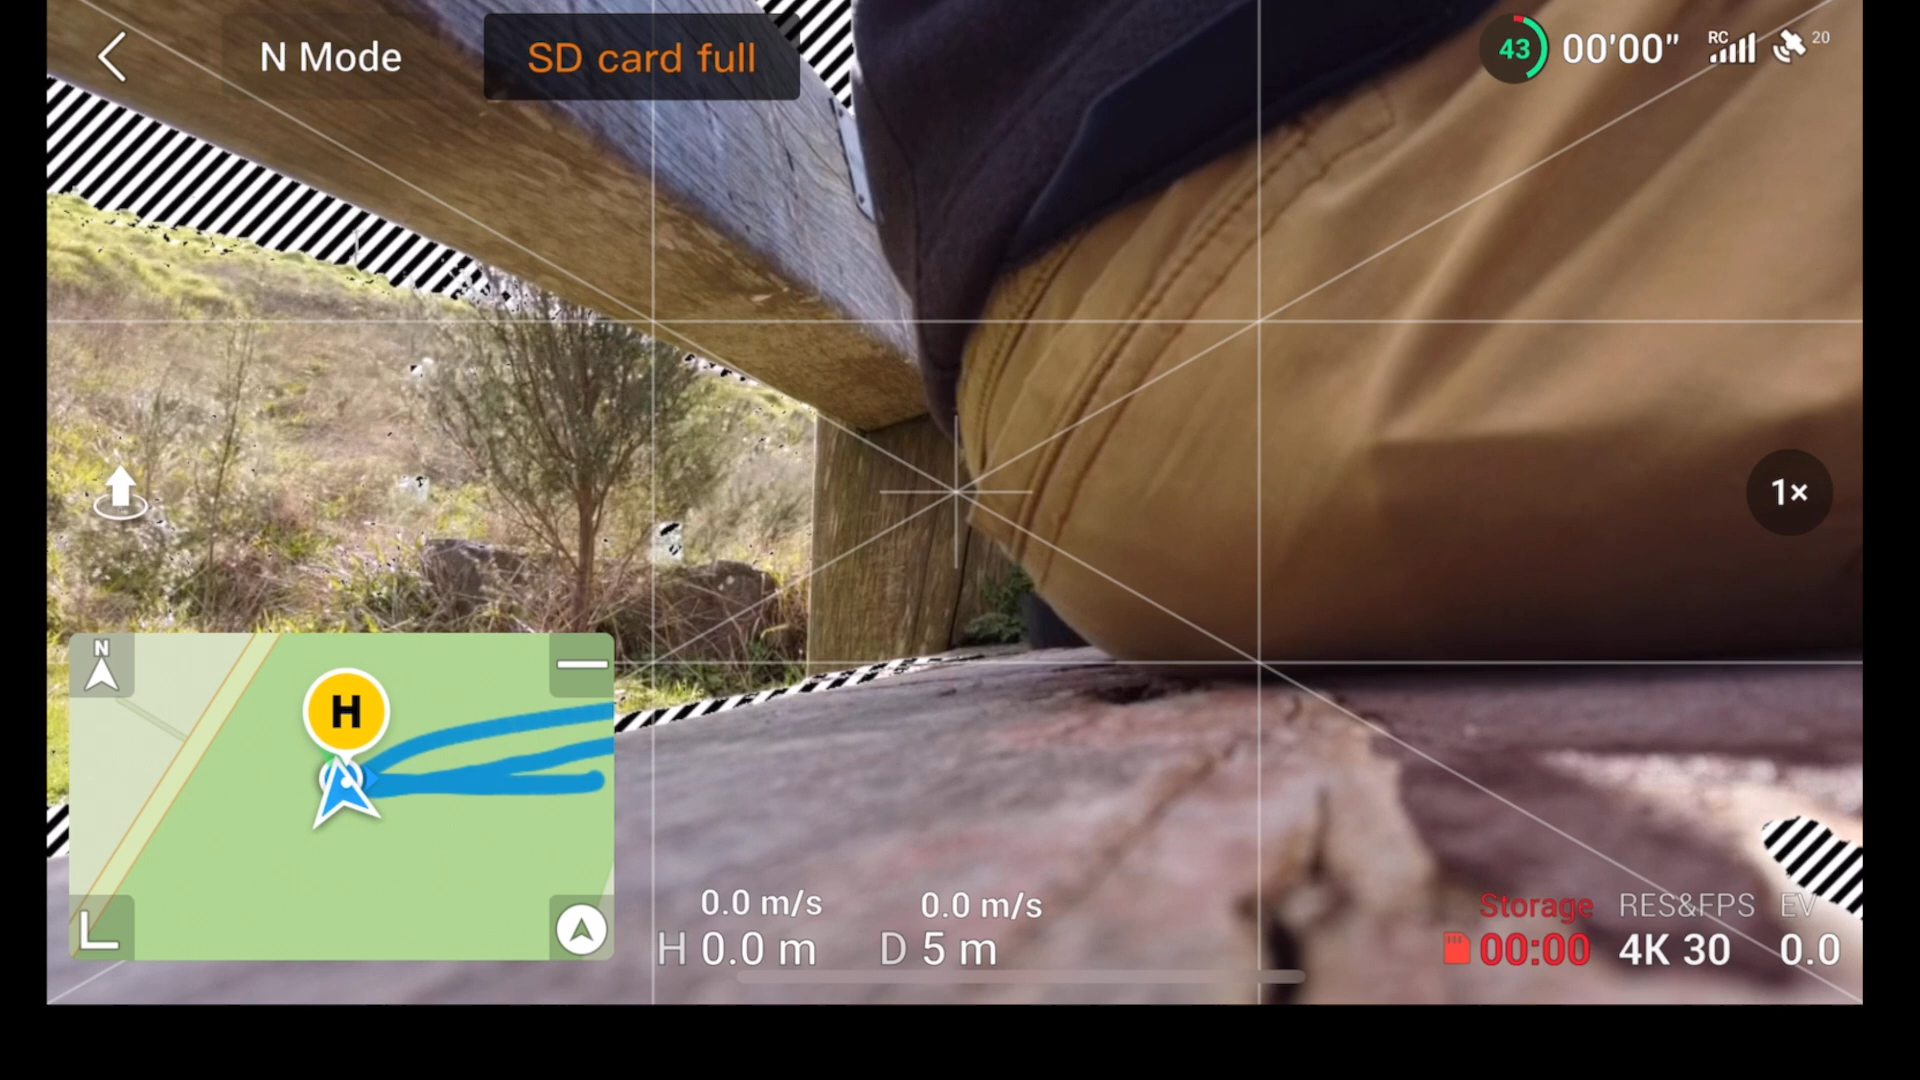 N Mode
SD card full
43
00'00"
RC
20
1×
N
H
0.0 m/s
0.0 m/s
H 0.0 m
D 5 m
Storage
RES&FPS
EV
00:00
4K 30
0.0